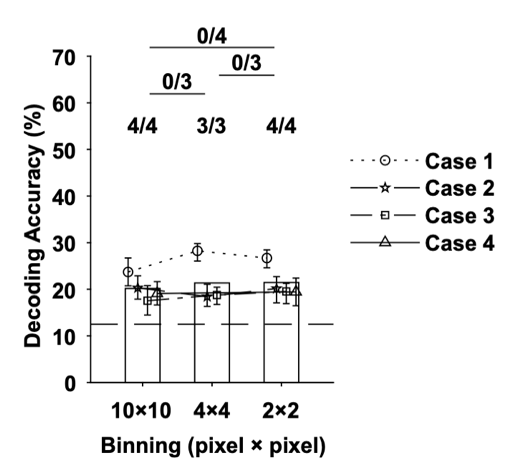 0/4
0/3
0/3
4/4 3/3 4/4
70
60
50
40
30
20
10
0
Decoding Accuracy (%)
10×10 4×4 2×2
Binning (pixel × pixel)
Case 1
Case 2
Case 3
Case 4